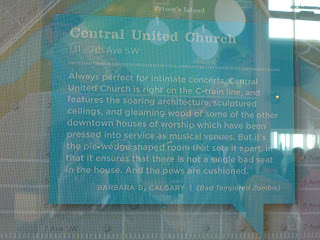 Prince's Island
Central United Church
131 - 7th Ave SW
Always perfect for intimate concerts, Central
United Church is right on the C-train line, and
features the soaring architecture, sculptured
ceilings, and gleaming wood of some of the other
downtown houses of worship which have been
pressed into service as musical venues. But it's
the pie-wedge shaped room that sets it apart, in
that it ensures that there is not a single bad seat
in the house. And the pews are cushioned.
BARBARA B, CALGARY | (Bad Tempered Zombie)